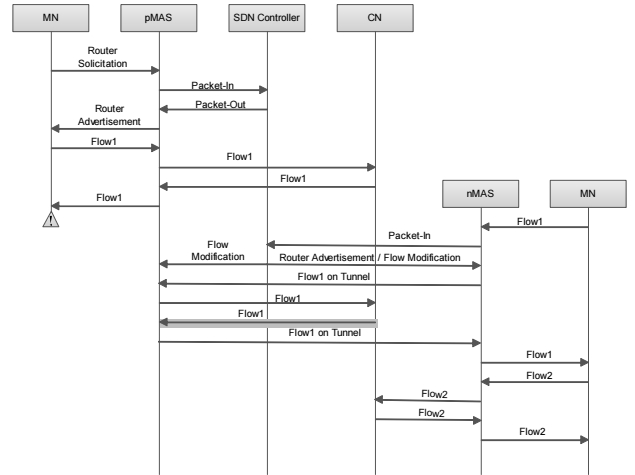 MN
pMAS
SDN Controller
CN
Router
Solicitation
Packet-In
Packet-Out
Router
Advertisement
Flow1
Flow1
Flow1
Flow1
nMAS
MN
Flow1
Packet-In
Flow
Modification
Router Advertisement / Flow Modification
Flow1 on Tunnel
Flow1
Flow1
Flow1 on Tunnel
Flow1
Flow2
Flow2
Flow2
Flow2